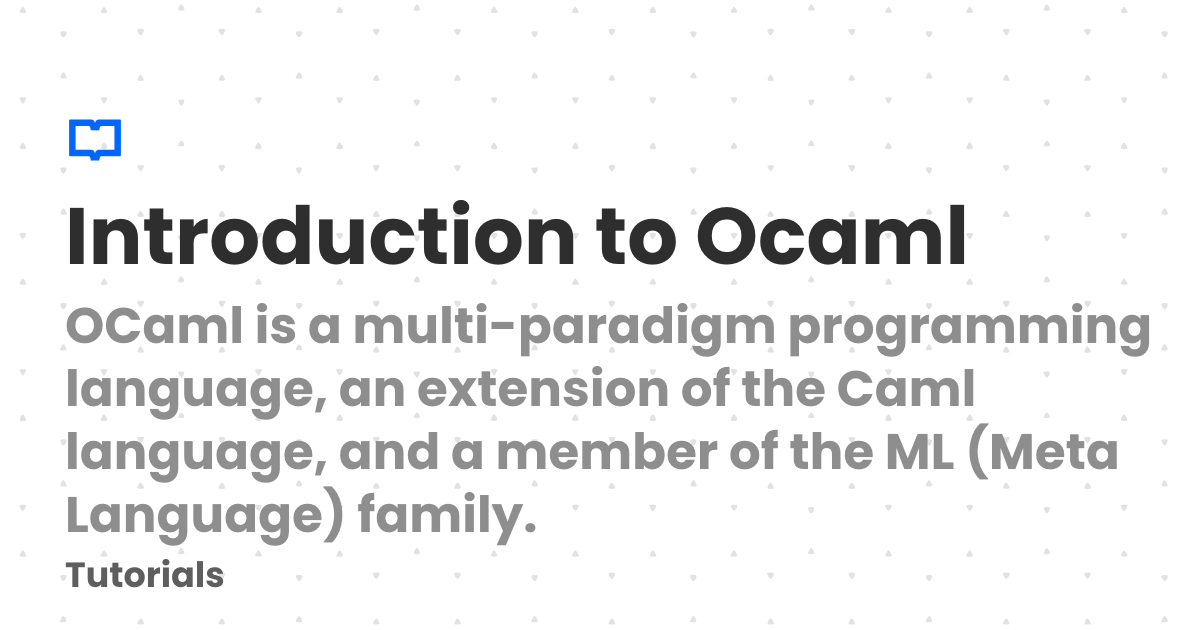 Introduction to Ocaml
OCaml is a multi-paradigm programming
language, an extension of the Caml
language, and a member of the ML (Meta
Language) family.
Tutorials